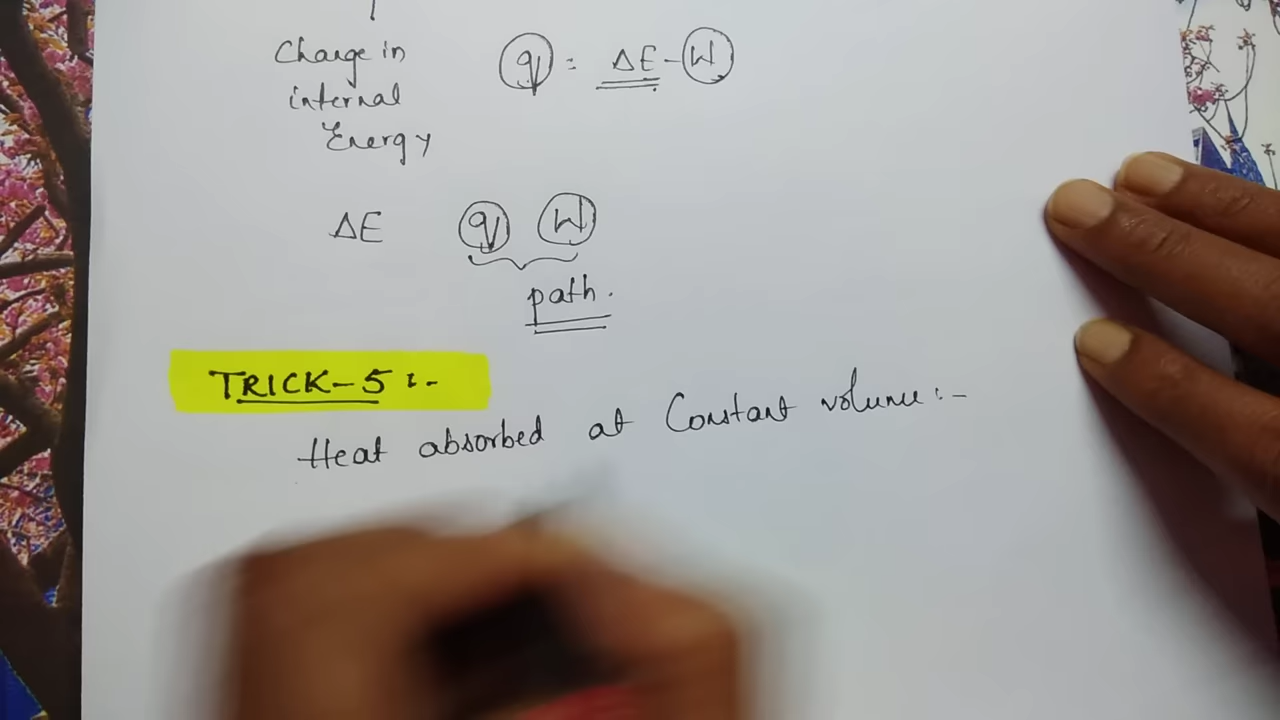 Change in
internal
Energy
q = ΔE - W
ΔE q W
path.
TRICK-5 :-
Heat absorbed at Constant volume :-